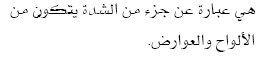 هي عبارة عن جزء من الشدة يتكون من
الألواح والعوارض.